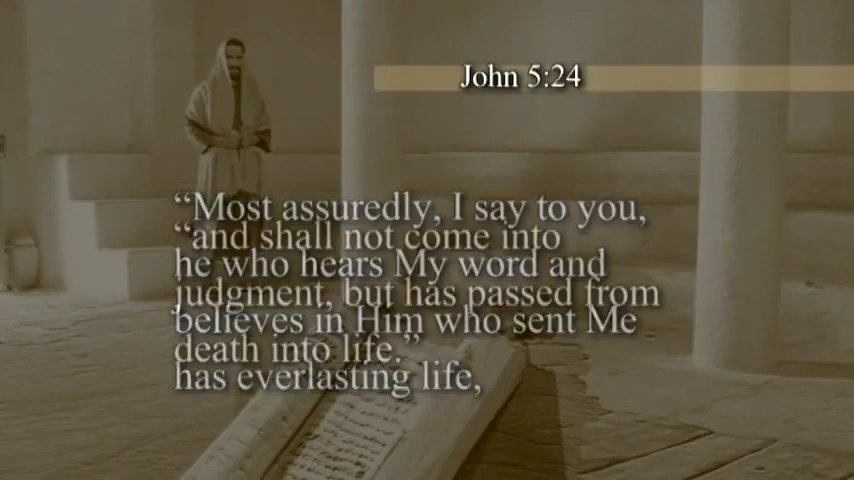 John 5:24
“Most assuredly, I say to you,
“and shall not come into
he who hears My word and
judgment, but has passed from
believes in Him who sent Me
death into life.”
has everlasting life,